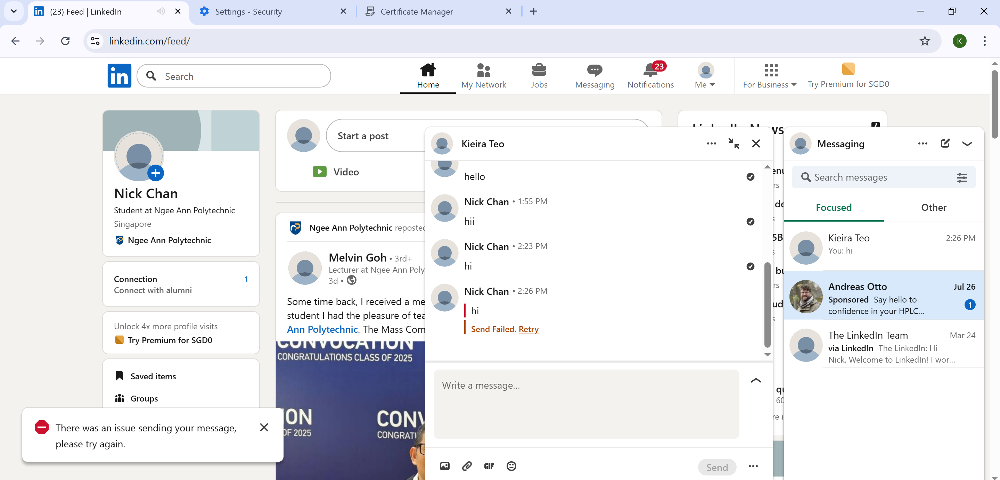 (23) Feed | LinkedIn
Settings - Security
Certificate Manager
linkedin.com/feed/
K
in
Search
Home
My Network
Jobs
Messaging
23
Notifications
Me
For Business
Try Premium for SGD0
Nick Chan
Student at Ngee Ann Polytechnic
Singapore
Ngee Ann Polytechnic
Connection 1
Connect with alumni
Unlock 4x more profile visits
Try Premium for SGD0
Saved items
Groups
There was an issue sending your message,
please try again.
Start a post
Video
Ngee Ann Polytechnic reposted
Melvin Goh • 3rd+
Lecturer at Ngee Ann Poly
3d •
Some time back, I received a me
student I had the pleasure of tea
Ann Polytechnic. The Mass Com
CONVOCATION
CONGRATULATIONS CLASS OF 2025
ION
OF 2025
CONV
CONGRATU
LinkedIn News
Kieira Teo
hello
Nick Chan • 1:55 PM
hii
Nick Chan • 2:23 PM
hi
Nick Chan • 2:26 PM
hi
Send Failed. Retry
Write a message...
GIF
Send
Messaging
Search messages
Focused
Other
Kieira Teo 2:26 PM
You: hi
Andreas Otto Jul 26
Sponsored Say hello to
confidence in your HPLC... 1
The LinkedIn Team Mar 24
via LinkedIn The LinkedIn: Hi
Nick, Welcome to LinkedIn! I wor...